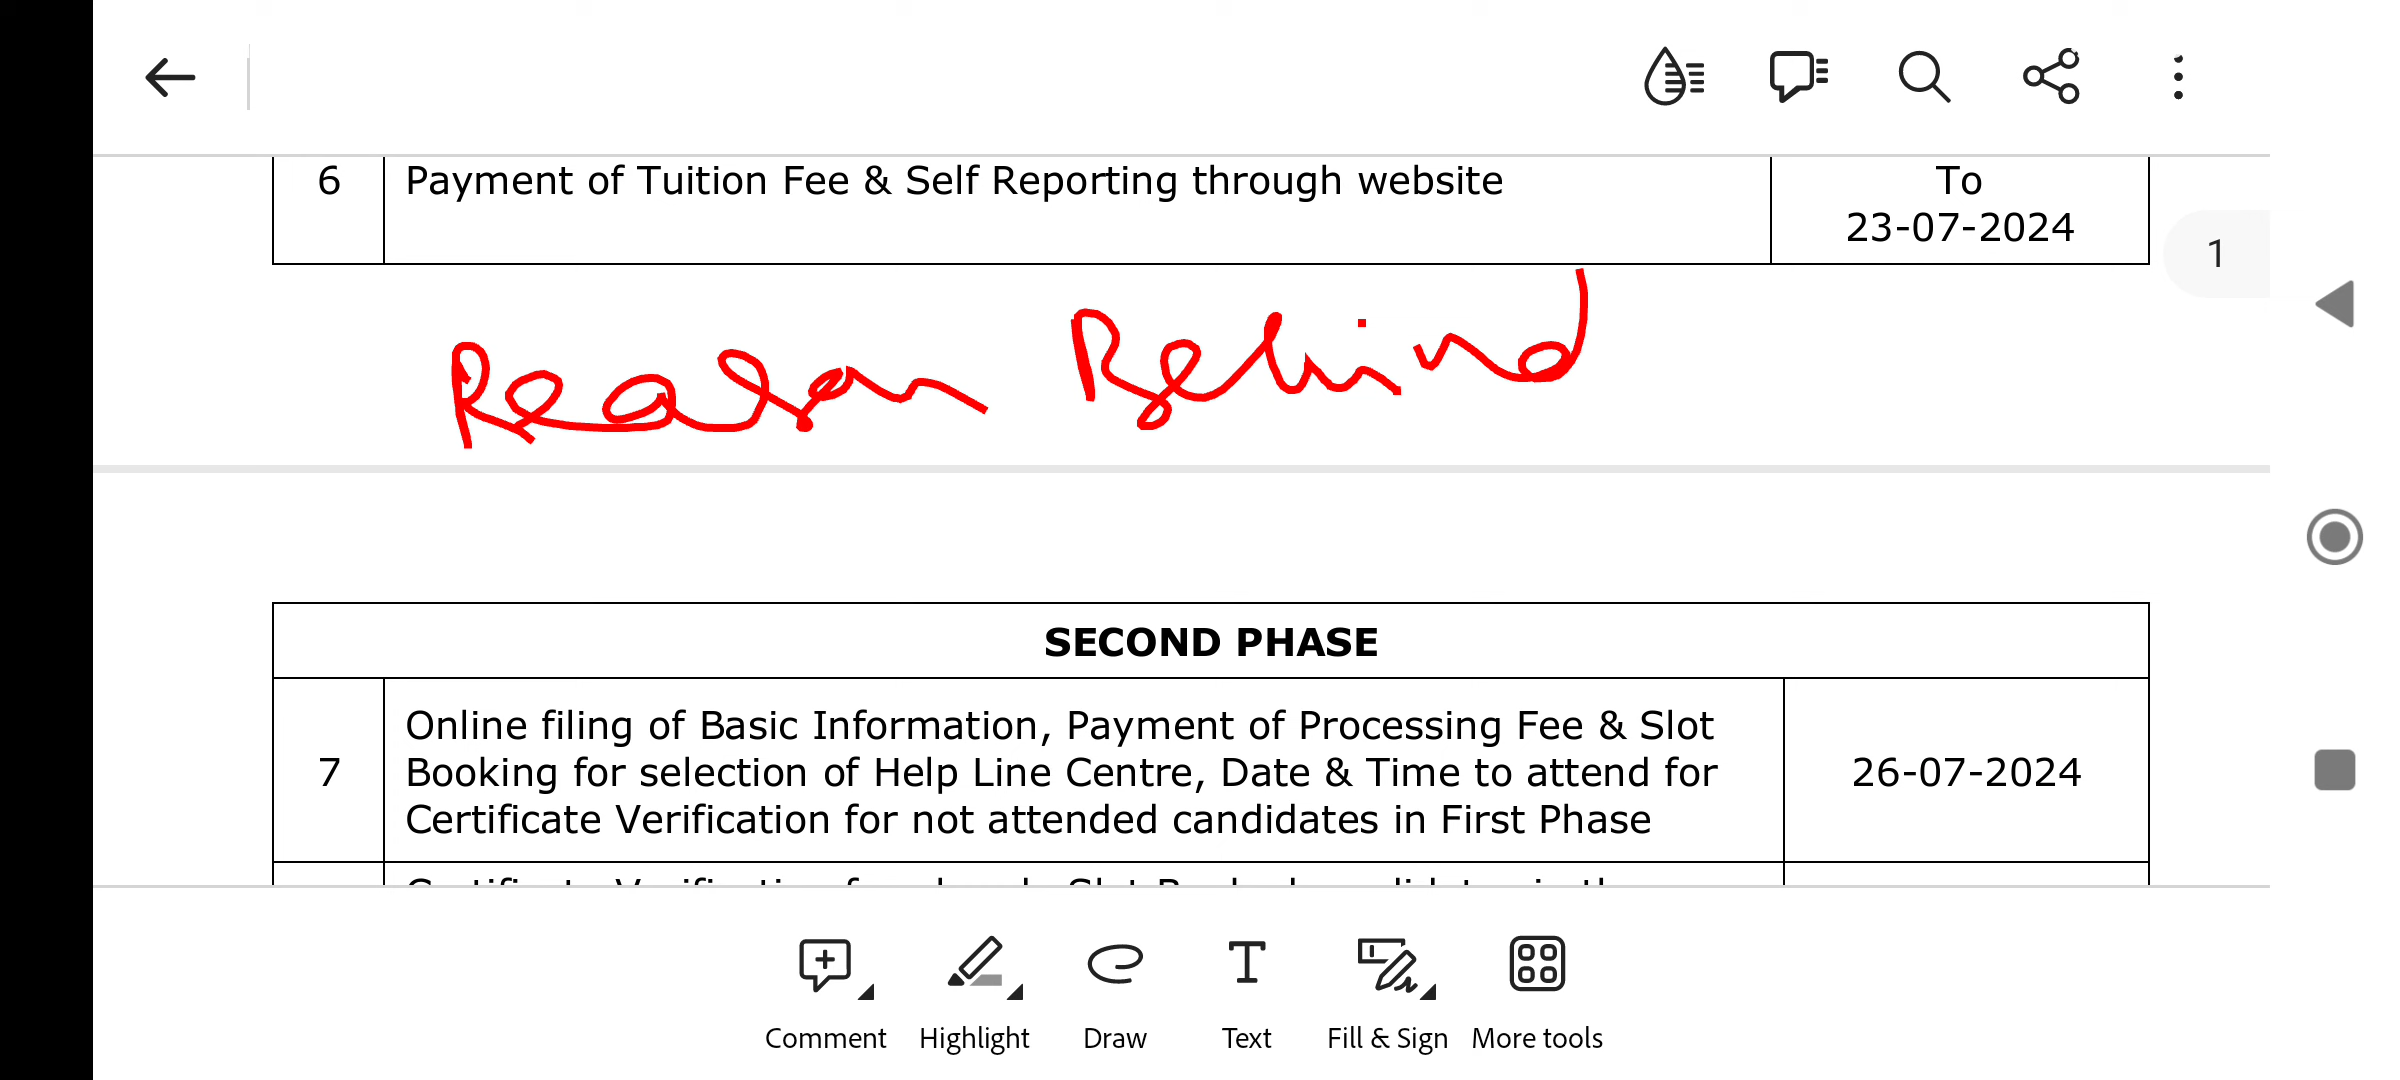 6 Payment of Tuition Fee & Self Reporting through website To
23-07-2024
1
Reason Behind
SECOND PHASE
Online filing of Basic Information, Payment of Processing Fee & Slot
7 Booking for selection of Help Line Centre, Date & Time to attend for 26-07-2024
Certificate Verification for not attended candidates in First Phase
Comment Highlight Draw Text Fill & Sign More tools